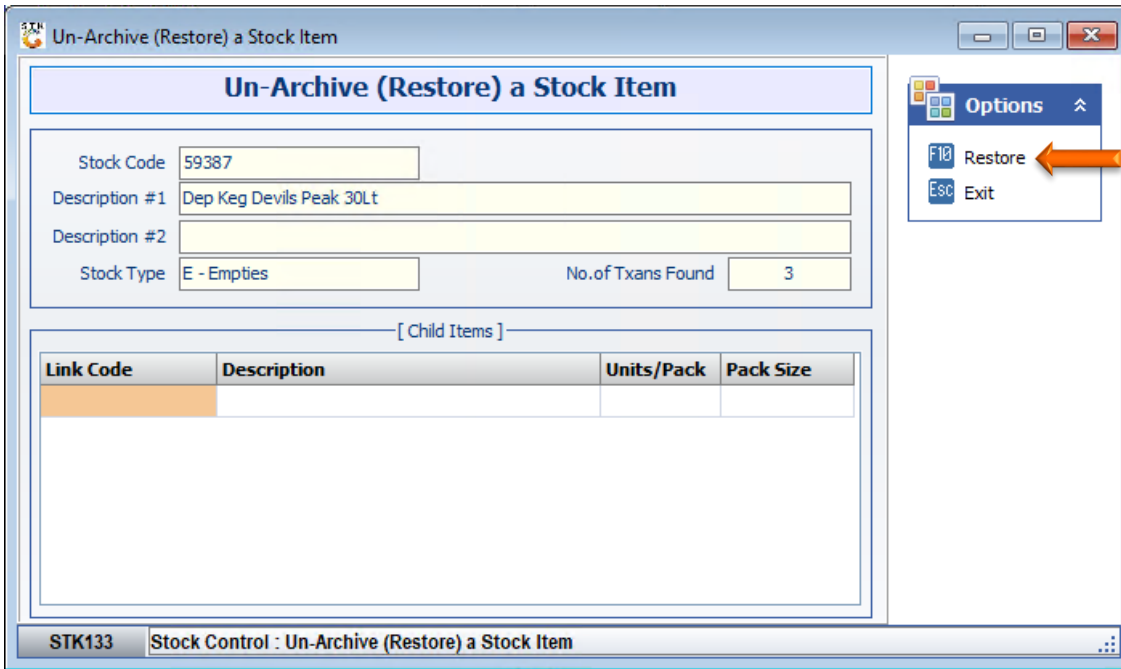 STK
Un-Archive (Restore) a Stock Item
Un-Archive (Restore) a Stock Item
Options
F10 Restore
Esc Exit
Stock Code 59387
Description #1 Dep Keg Devils Peak 30Lt
Description #2
Stock Type E - Empties No.of Txans Found 3
[ Child Items ]
Link Code Description Units/Pack Pack Size
STK133 Stock Control : Un-Archive (Restore) a Stock Item